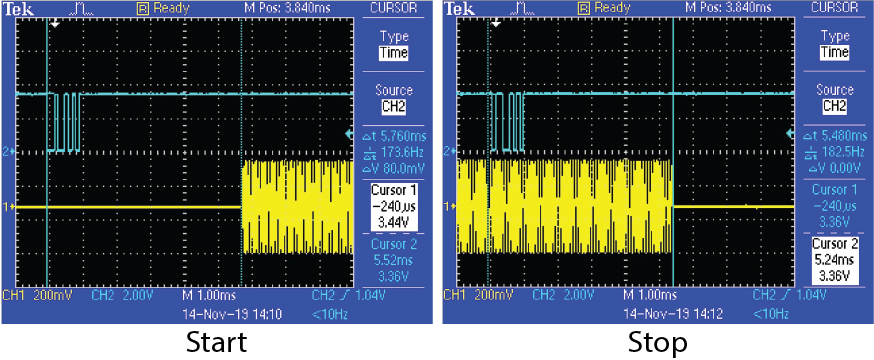 Tek
R Ready
M Pos: 3.840ms
CURSOR
Type
Time
Source
CH2
Δt 5.760ms
1/Δt 173.6Hz
ΔV 80.0mV
Cursor 1
-240µs
3.44V
Cursor 2
5.52ms
3.36V
2
1
CH1 200mV
CH2 2.00V
M 1.00ms
CH2 ∕ 1.04V
14-Nov-19 14:10
<10Hz
Start
Tek
R Ready
M Pos: 3.840ms
CURSOR
Type
Time
Source
CH2
Δt 5.480ms
1/Δt 182.5Hz
ΔV 0.00V
Cursor 1
-240µs
3.36V
Cursor 2
5.24ms
3.36V
2
1
CH1 200mV
CH2 2.00V
M 1.00ms
CH2 ∕ 1.04V
14-Nov-19 14:12
<10Hz
Stop